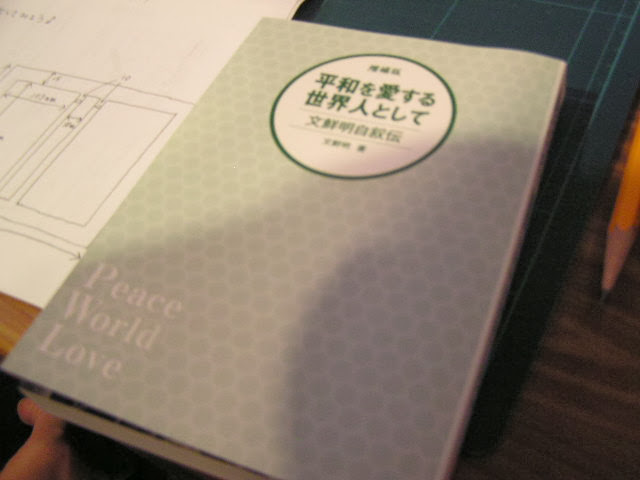 増補版
平和を愛する
世界人として
文鮮明自叙伝
文鮮明 著
Peace
World
Love